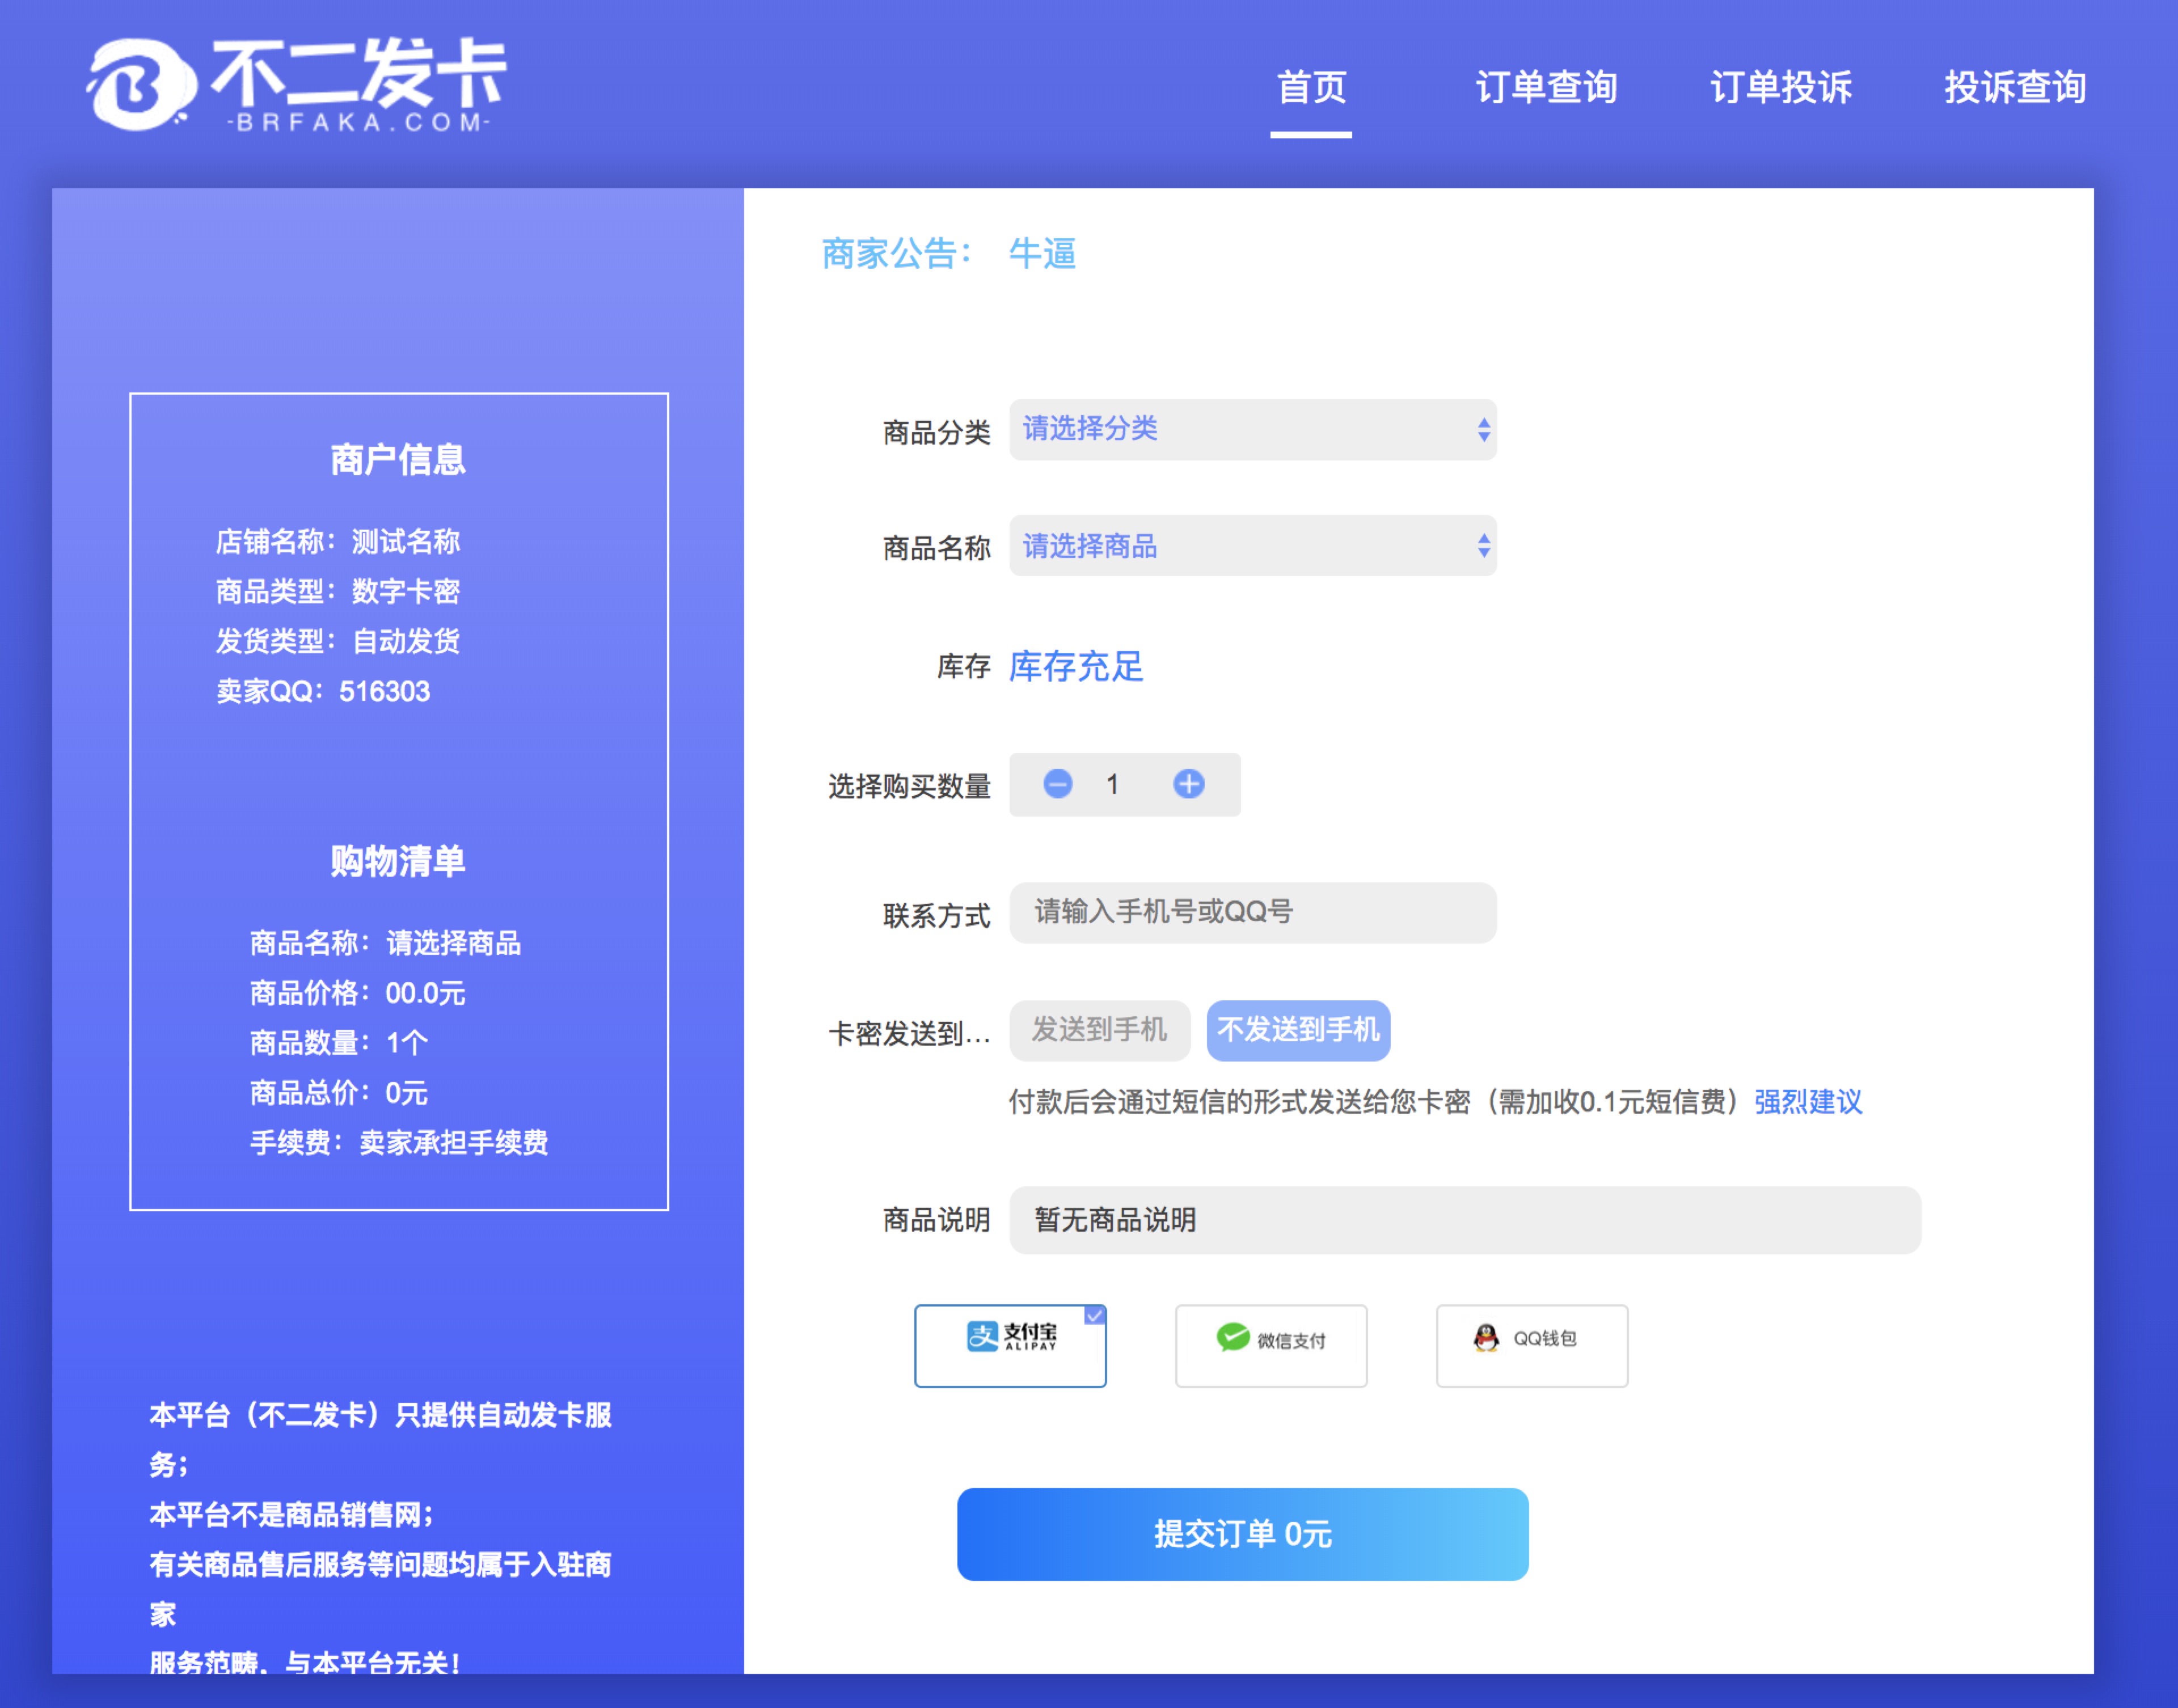 不二发卡
-BRFAKA.COM-
首页 订单查询 订单投诉 投诉查询
商户信息
店铺名称：测试名称
商品类型：数字卡密
发货类型：自动发货
卖家QQ：516303
购物清单
商品名称：请选择商品
商品价格：00.0元
商品数量：1个
商品总价：0元
手续费：卖家承担手续费
本平台（不二发卡）只提供自动发卡服
务；
本平台不是商品销售网；
有关商品售后服务等问题均属于入驻商
家
服务范畴，与本平台无关！
商家公告： 牛逼
商品分类 请选择分类
商品名称 请选择商品
库存 库存充足
选择购买数量 1
联系方式 请输入手机号或QQ号
卡密发送到... 发送到手机 不发送到手机
付款后会通过短信的形式发送给您卡密（需加收0.1元短信费）强烈建议
商品说明 暂无商品说明
支 支付宝 ALIPAY 微信支付 QQ钱包
提交订单 0元